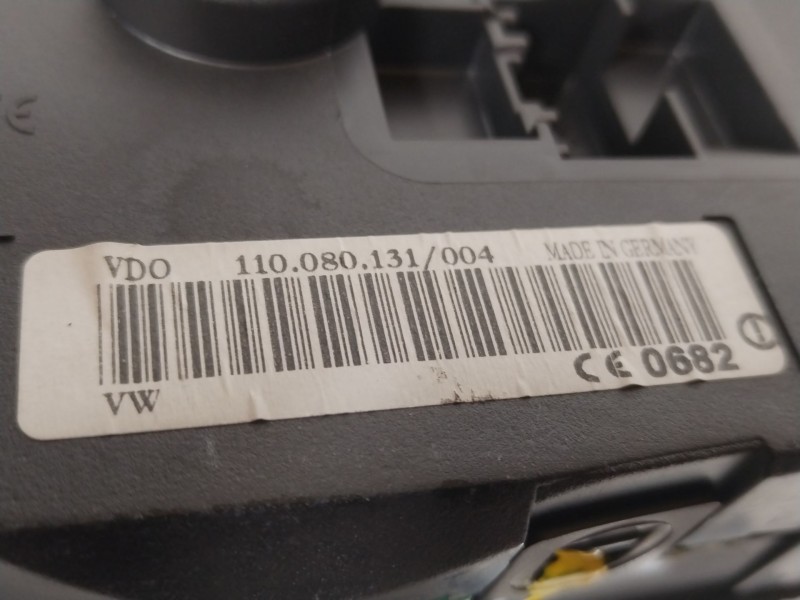 VDO 110.080.131/004 MADE IN GERMANY
VW CE 0682